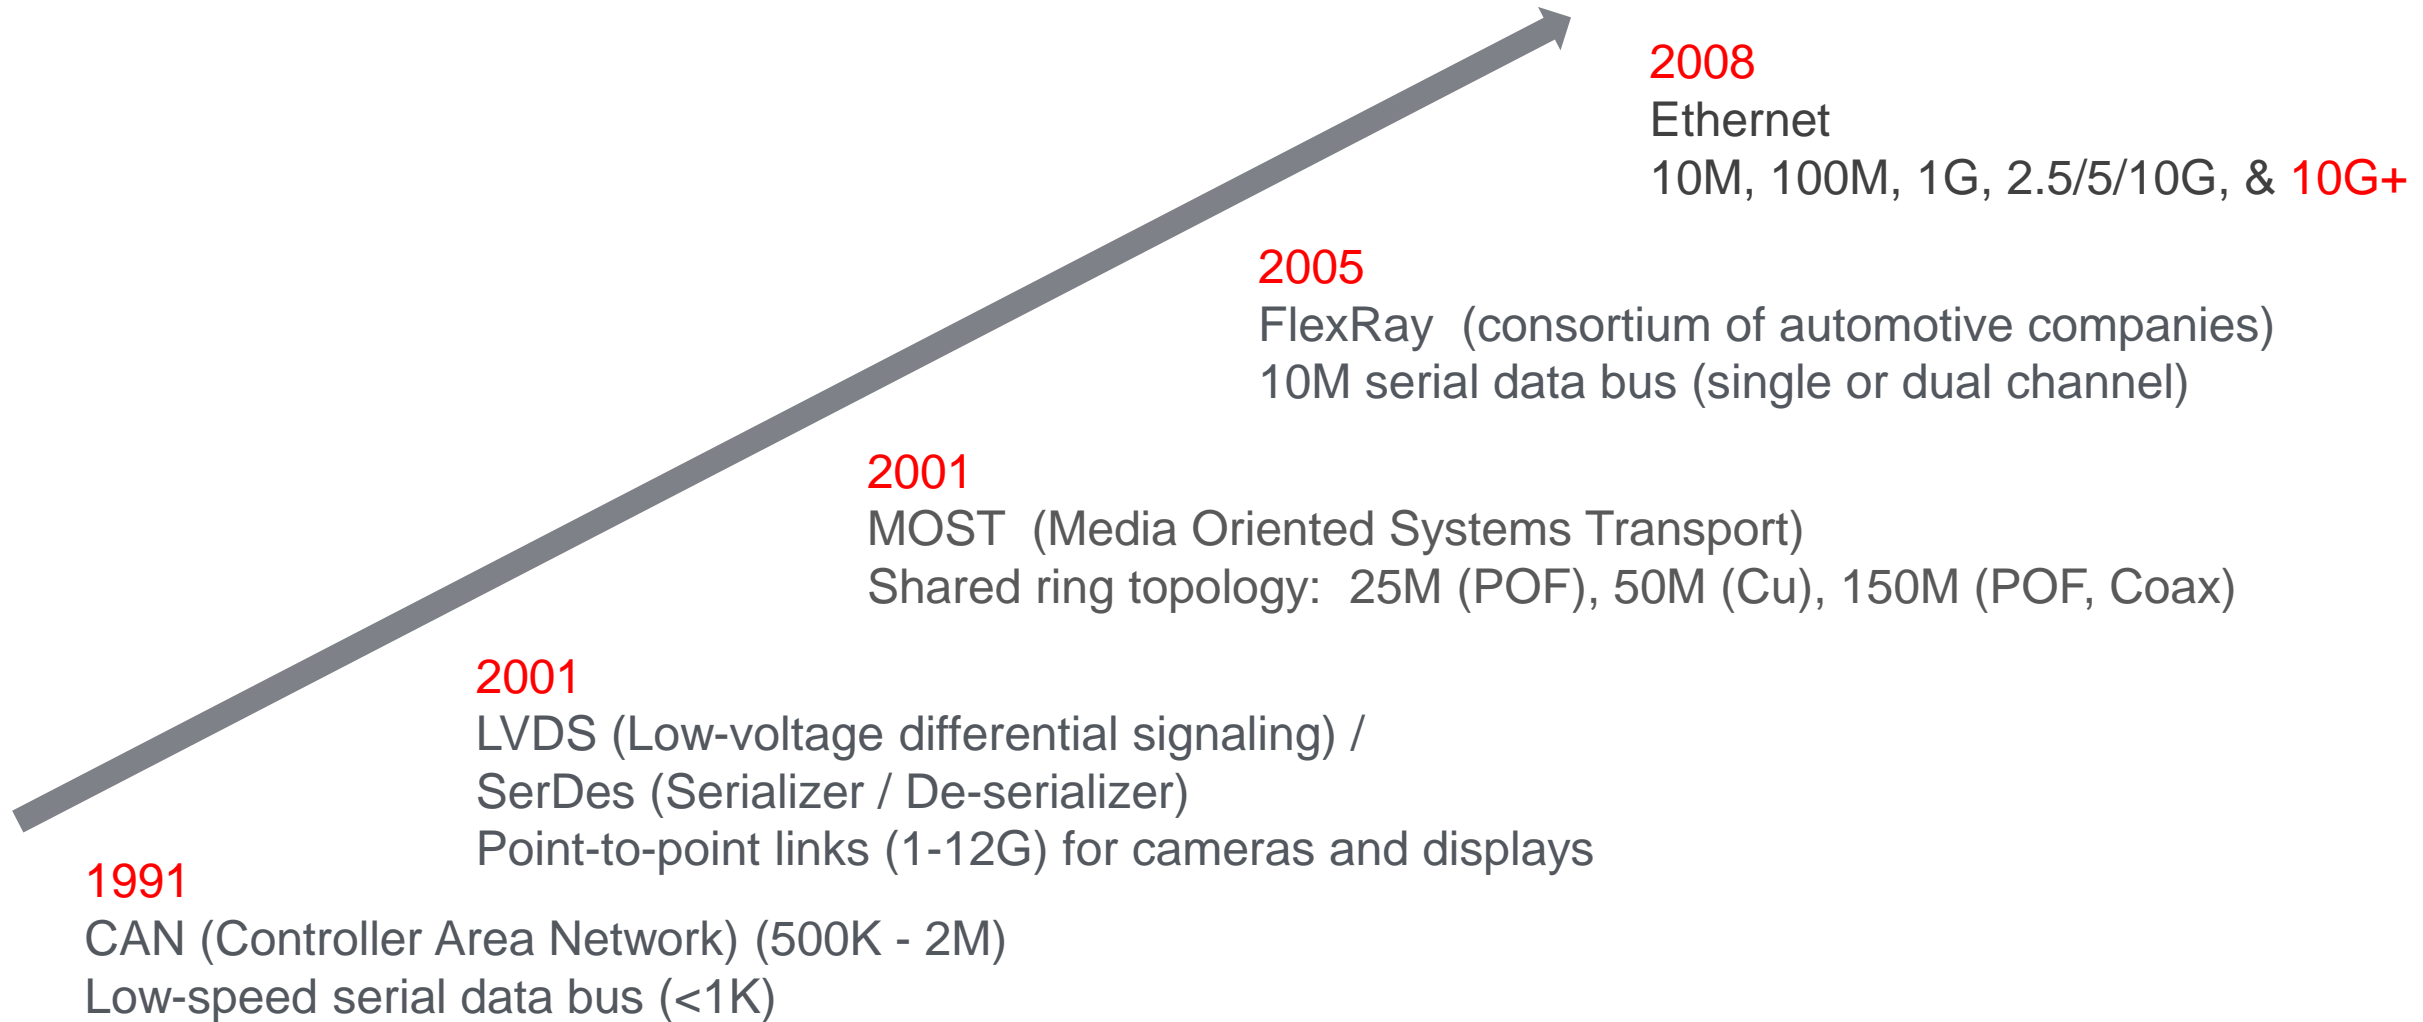 2008
Ethernet
10M, 100M, 1G, 2.5/5/10G, & 10G+
2005
FlexRay (consortium of automotive companies)
10M serial data bus (single or dual channel)
2001
MOST (Media Oriented Systems Transport)
Shared ring topology: 25M (POF), 50M (Cu), 150M (POF, Coax)
2001
LVDS (Low-voltage differential signaling) /
SerDes (Serializer / De-serializer)
Point-to-point links (1-12G) for cameras and displays
1991
CAN (Controller Area Network) (500K - 2M)
Low-speed serial data bus (<1K)